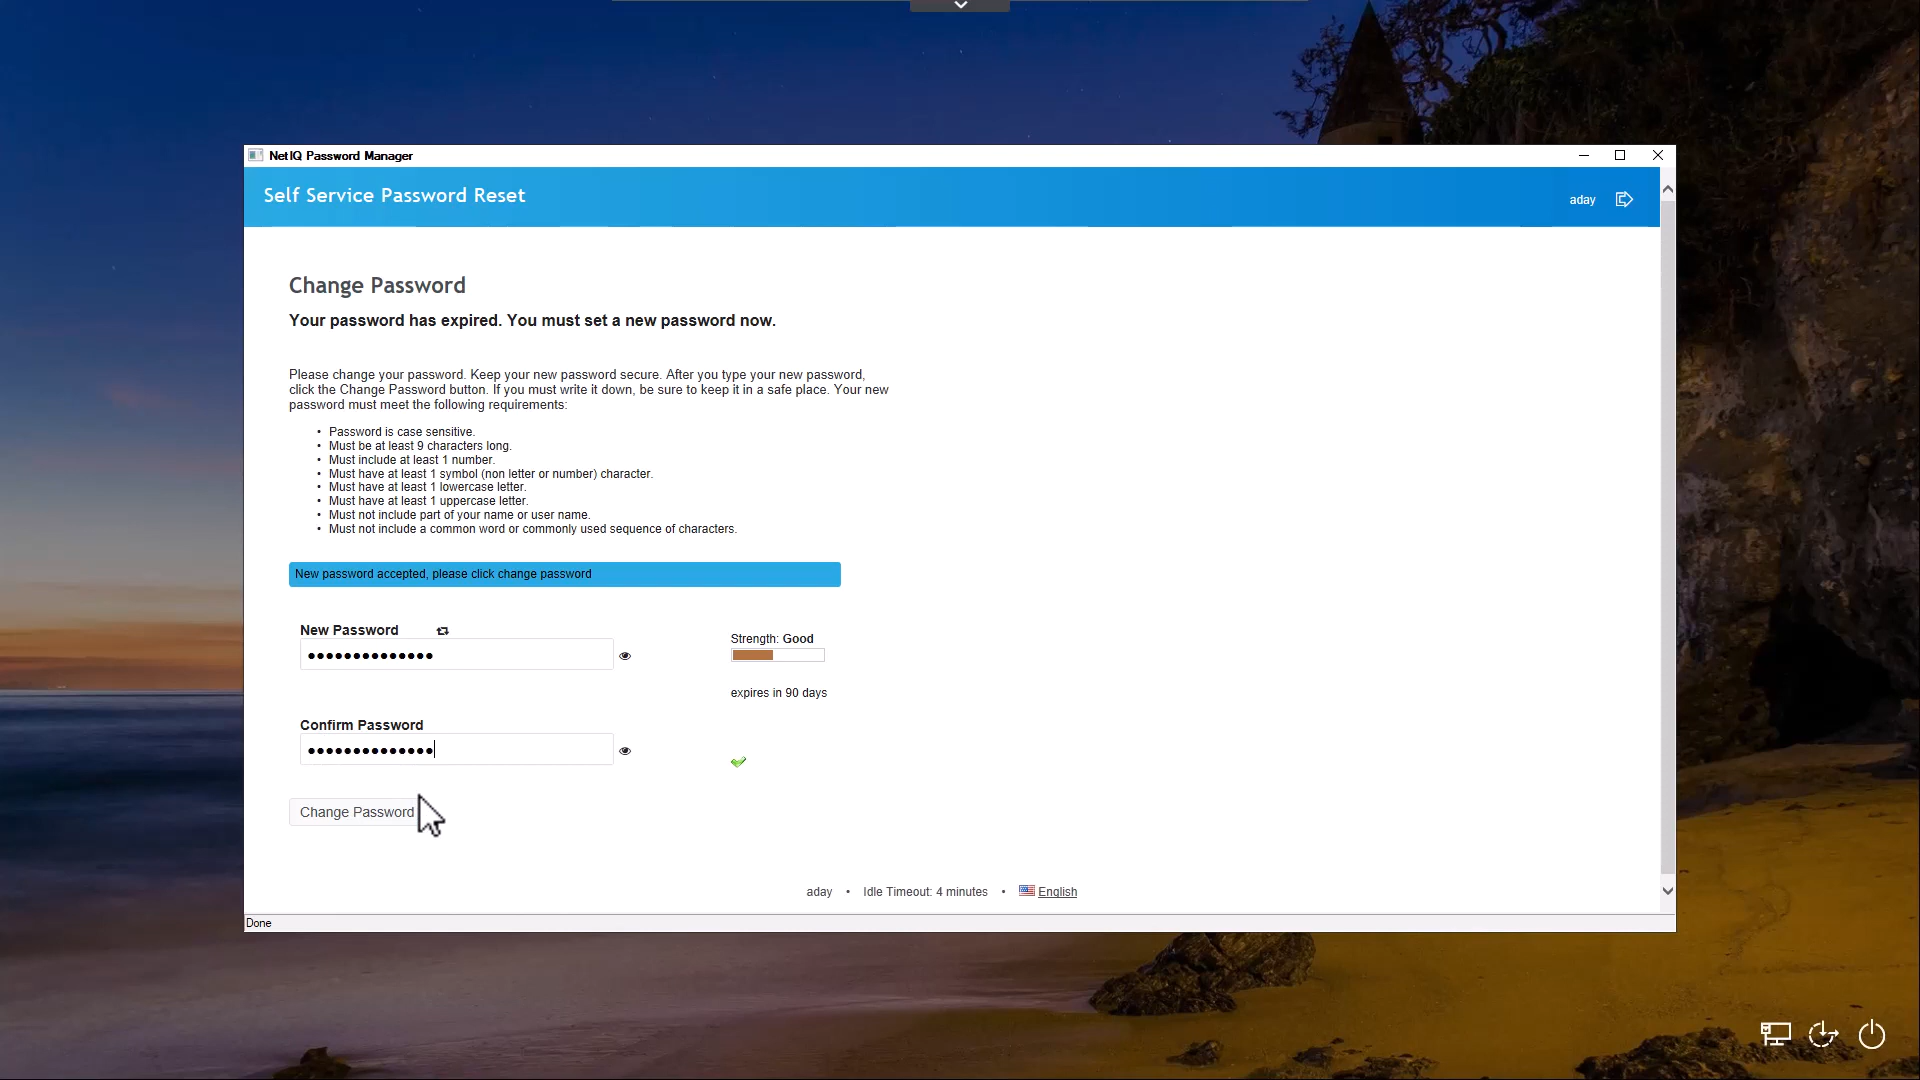 NetIQ Password Manager
Self Service Password Reset
aday
Change Password
Your password has expired. You must set a new password now.
Please change your password. Keep your new password secure. After you type your new password,
click the Change Password button. If you must write it down, be sure to keep it in a safe place. Your new
password must meet the following requirements:
• Password is case sensitive.
• Must be at least 9 characters long.
• Must include at least 1 number.
• Must have at least 1 symbol (non letter or number) character.
• Must have at least 1 lowercase letter.
• Must have at least 1 uppercase letter.
• Must not include part of your name or user name.
• Must not include a common word or commonly used sequence of characters.
New password accepted, please click change password
New Password
Strength: Good
●●●●●●●●●●●●●●
expires in 90 days
Confirm Password
●●●●●●●●●●●●●●
Change Password
aday • Idle Timeout: 4 minutes • English
Done